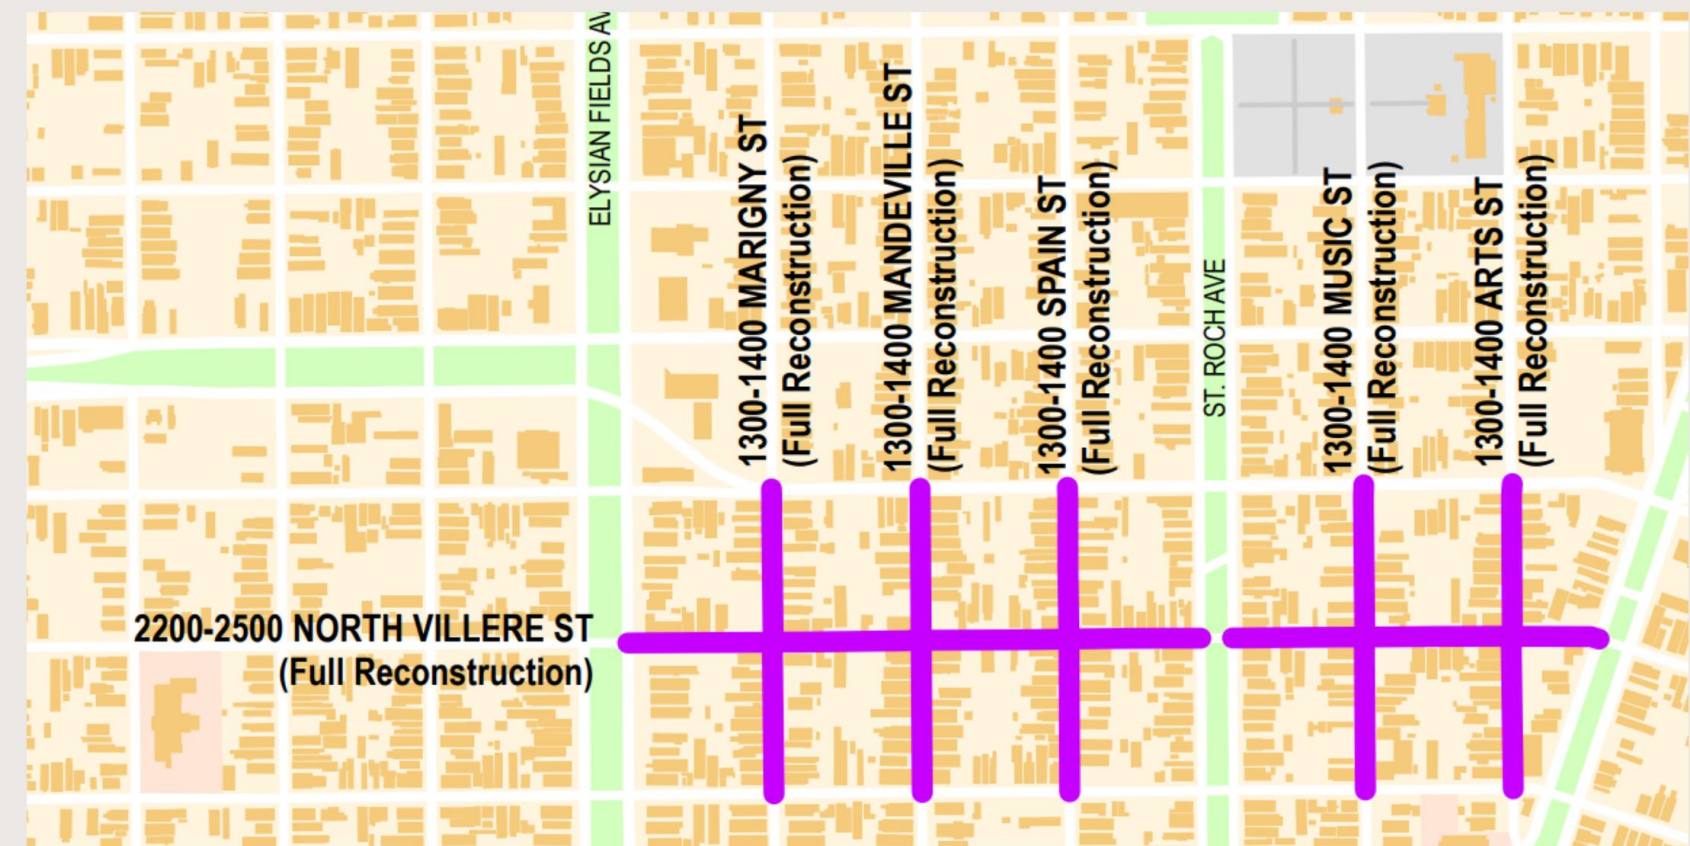 ELYSIAN FIELDS AV
1300-1400 MARIGNY ST
(Full Reconstruction)
1300-1400 MANDEVILLE ST
(Full Reconstruction)
1300-1400 SPAIN ST
(Full Reconstruction)
ST. ROCH AVE
1300-1400 MUSIC ST
(Full Reconstruction)
1300-1400 ARTS ST
(Full Reconstruction)
2200-2500 NORTH VILLERE ST
(Full Reconstruction)